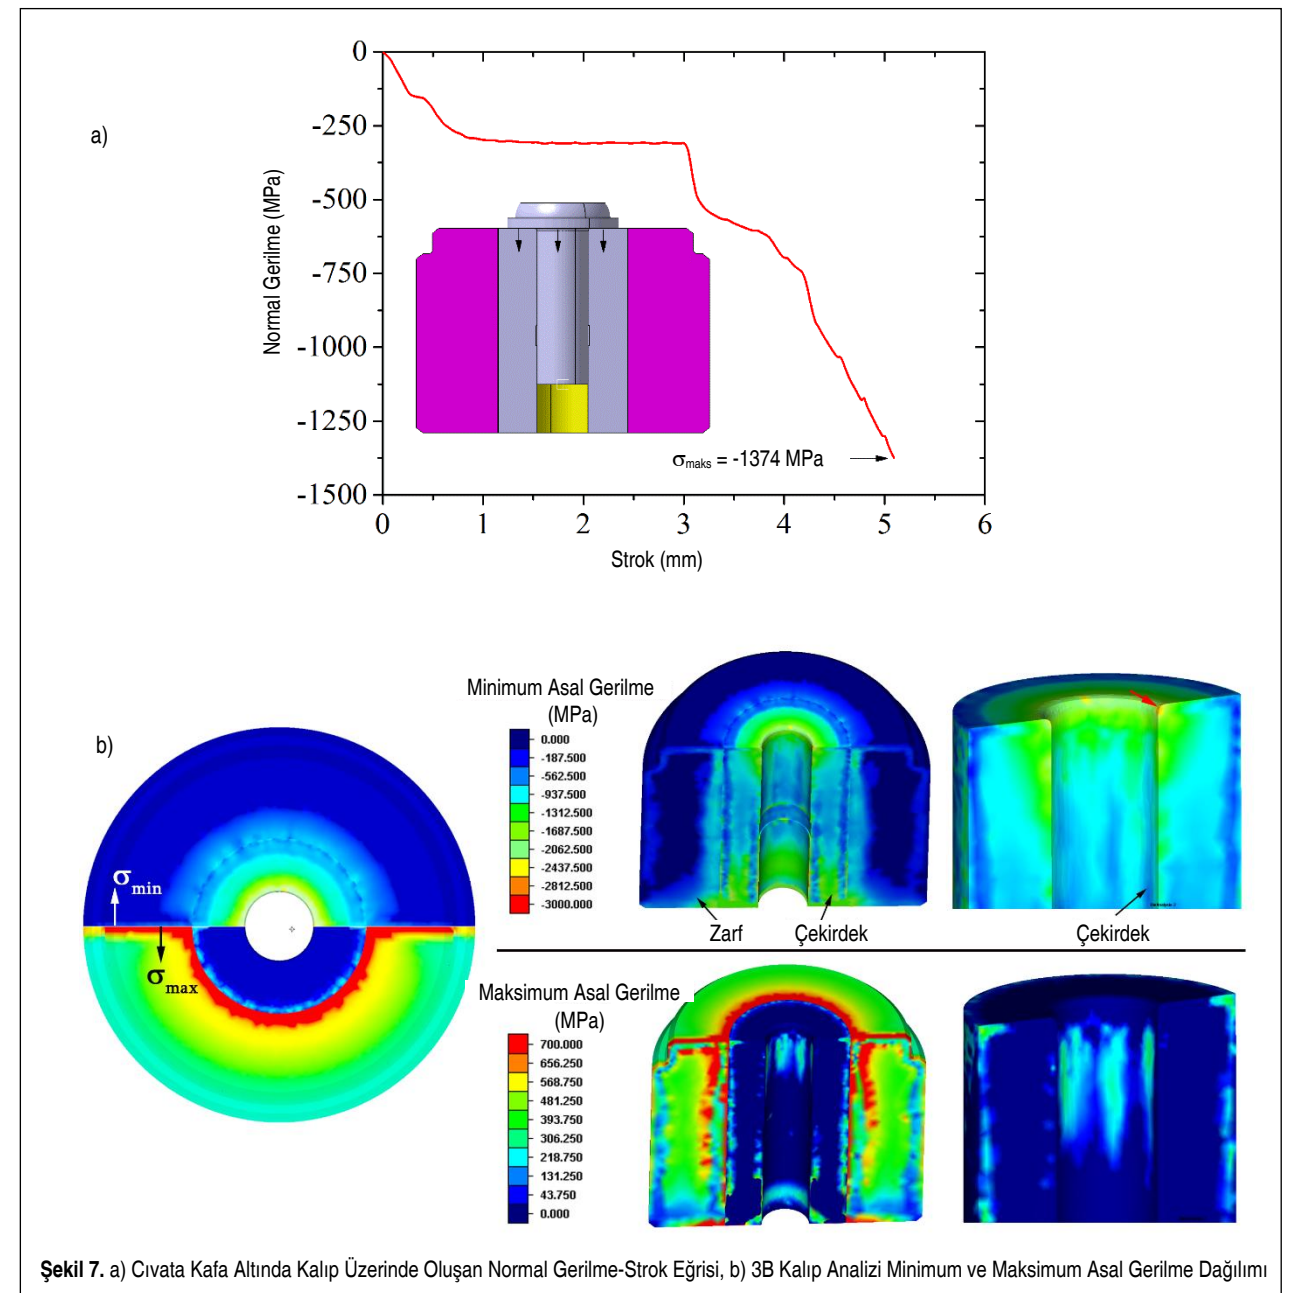 a)
0
-250
-500
-750
-1000
-1250
-1500
Normal Gerilme (MPa)
σmaks = -1374 MPa
0 1 2 3 4 5 6
Strok (mm)
b)
σmin
σmax
Minimum Asal Gerilme
(MPa)
0.000
-187.500
-562.500
-937.500
-1312.500
-1687.500
-2062.500
-2437.500
-2812.500
-3000.000
Zarf Çekirdek Çekirdek
Maksimum Asal Gerilme
(MPa)
700.000
656.250
568.750
481.250
393.750
306.250
218.750
131.250
43.750
0.000
Şekil 7. a) Cıvata Kafa Altında Kalıp Üzerinde Oluşan Normal Gerilme-Strok Eğrisi, b) 3B Kalıp Analizi Minimum ve Maksimum Asal Gerilme Dağılımı